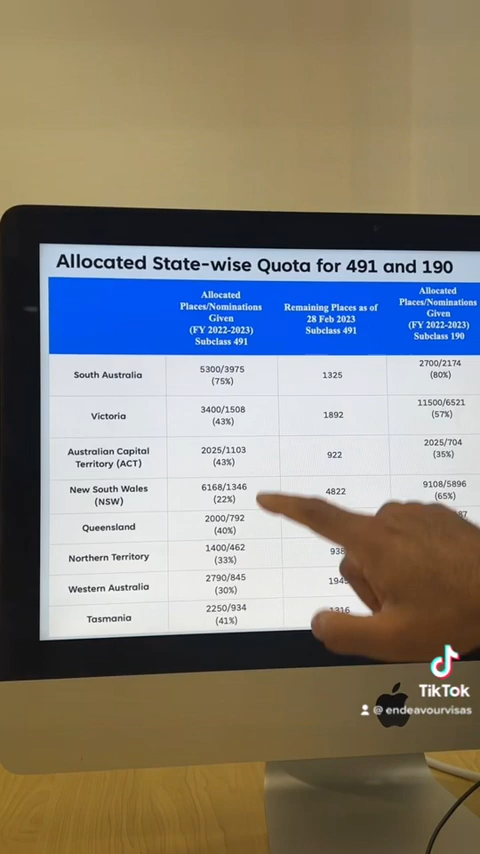 Allocated State-wise Quota for 491 and 190
Allocated
Places/Nominations
Given
(FY 2022-2023)
Subclass 491
Remaining Places as of
28 Feb 2023
Subclass 491
Allocated
Places/Nominations
Given
(FY 2022-2023)
Subclass 190
South Australia
5300/3975
(75%)
1325
2700/2174
(80%)
Victoria
3400/1508
(43%)
1892
11500/6521
(57%)
Australian Capital
Territory (ACT)
2025/1103
(43%)
922
2025/704
(35%)
New South Wales
(NSW)
6168/1346
(22%)
4822
9108/5896
(65%)
Queensland
2000/792
(40%)
Northern Territory
1400/462
(33%)
938
Western Australia
2790/845
(30%)
1945
Tasmania
2250/934
(41%)
1316
TikTok
@endeavourvisas